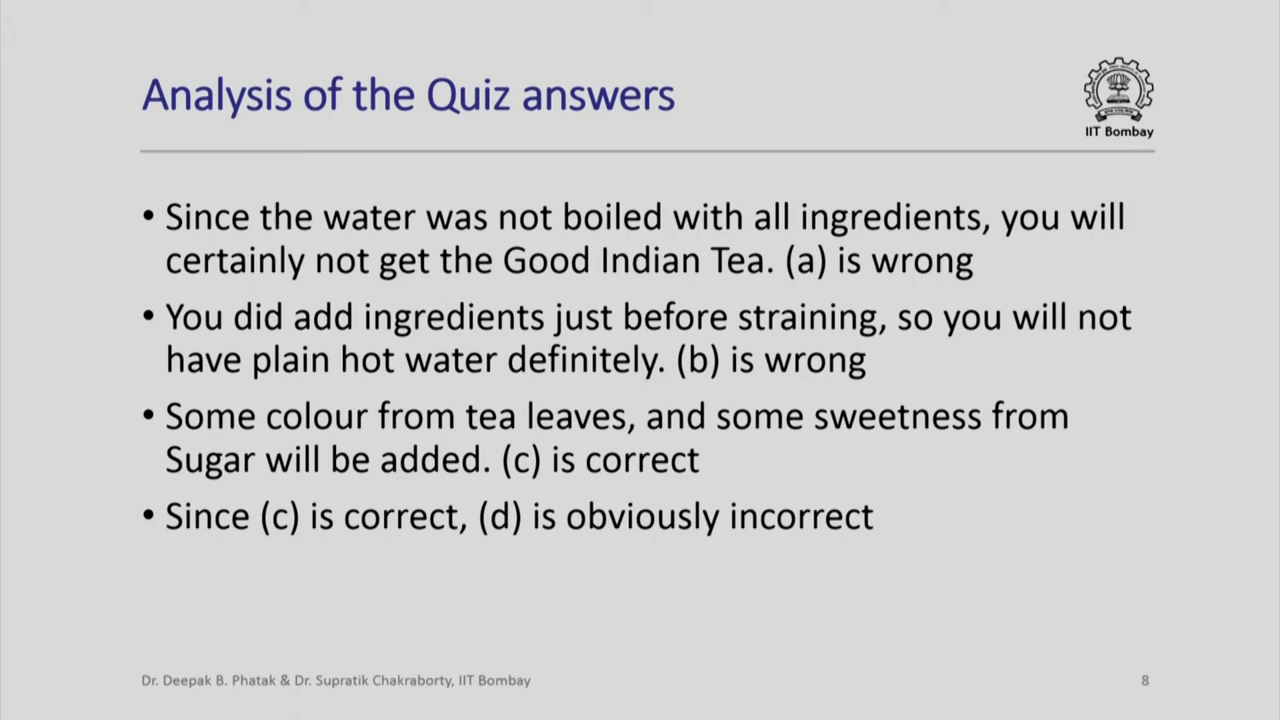 Analysis of the Quiz answers
IIT Bombay
• Since the water was not boiled with all ingredients, you will
certainly not get the Good Indian Tea. (a) is wrong
• You did add ingredients just before straining, so you will not
have plain hot water definitely. (b) is wrong
• Some colour from tea leaves, and some sweetness from
Sugar will be added. (c) is correct
• Since (c) is correct, (d) is obviously incorrect
Dr. Deepak B. Phatak & Dr. Supratik Chakraborty, IIT Bombay
8